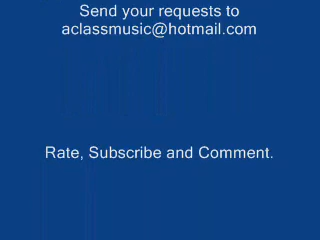 Send your requests to
aclassmusic@hotmail.com
Rate, Subscribe and Comment.